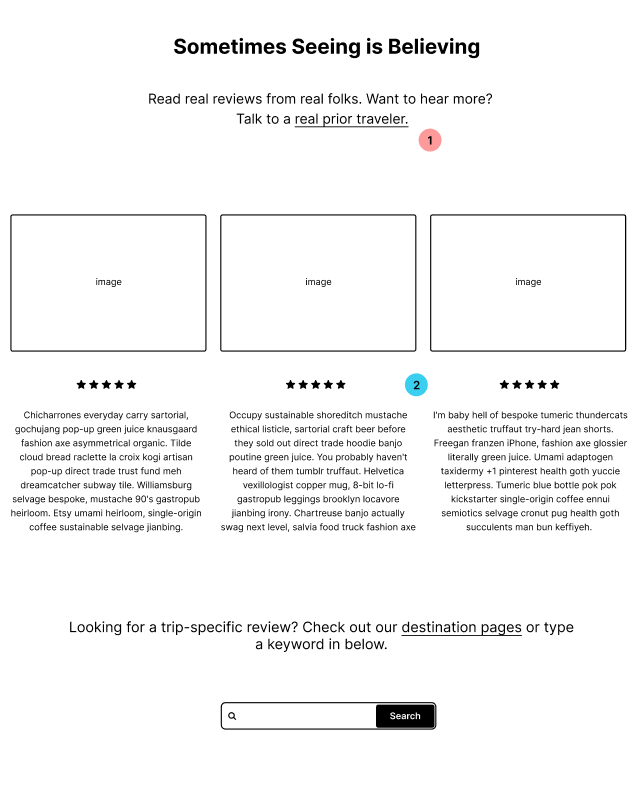 Sometimes Seeing is Believing
Read real reviews from real folks. Want to hear more?
Talk to a real prior traveler.
1
image
image
image
2
Chicharrones everyday carry sartorial,
gochujang pop-up green juice knausgaard
fashion axe asymmetrical organic. Tilde
cloud bread raclette la croix kogi artisan
pop-up direct trade trust fund meh
dreamcatcher subway tile. Williamsburg
selvage bespoke, mustache 90's gastropub
heirloom. Etsy umami heirloom, single-origin
coffee sustainable selvage jianbing.
Occupy sustainable shoreditch mustache
ethical listicle, sartorial craft beer before
they sold out direct trade hoodie banjo
poutine green juice. You probably haven't
heard of them tumblr truffaut. Helvetica
vexillologist copper mug, 8-bit lo-fi
gastropub leggings brooklyn locavore
jianbing irony. Chartreuse banjo actually
swag next level, salvia food truck fashion axe
I'm baby hell of bespoke tumeric thundercats
aesthetic truffaut try-hard jean shorts.
Freegan franzen iPhone, fashion axe glossier
literally green juice. Umami adaptogen
taxidermy +1 pinterest health goth yuccie
letterpress. Tumeric blue bottle pok pok
kickstarter single-origin coffee ennui
semiotics selvage cronut pug health goth
succulents man bun keffiyeh.
Looking for a trip-specific review? Check out our destination pages or type
a keyword in below.
Search